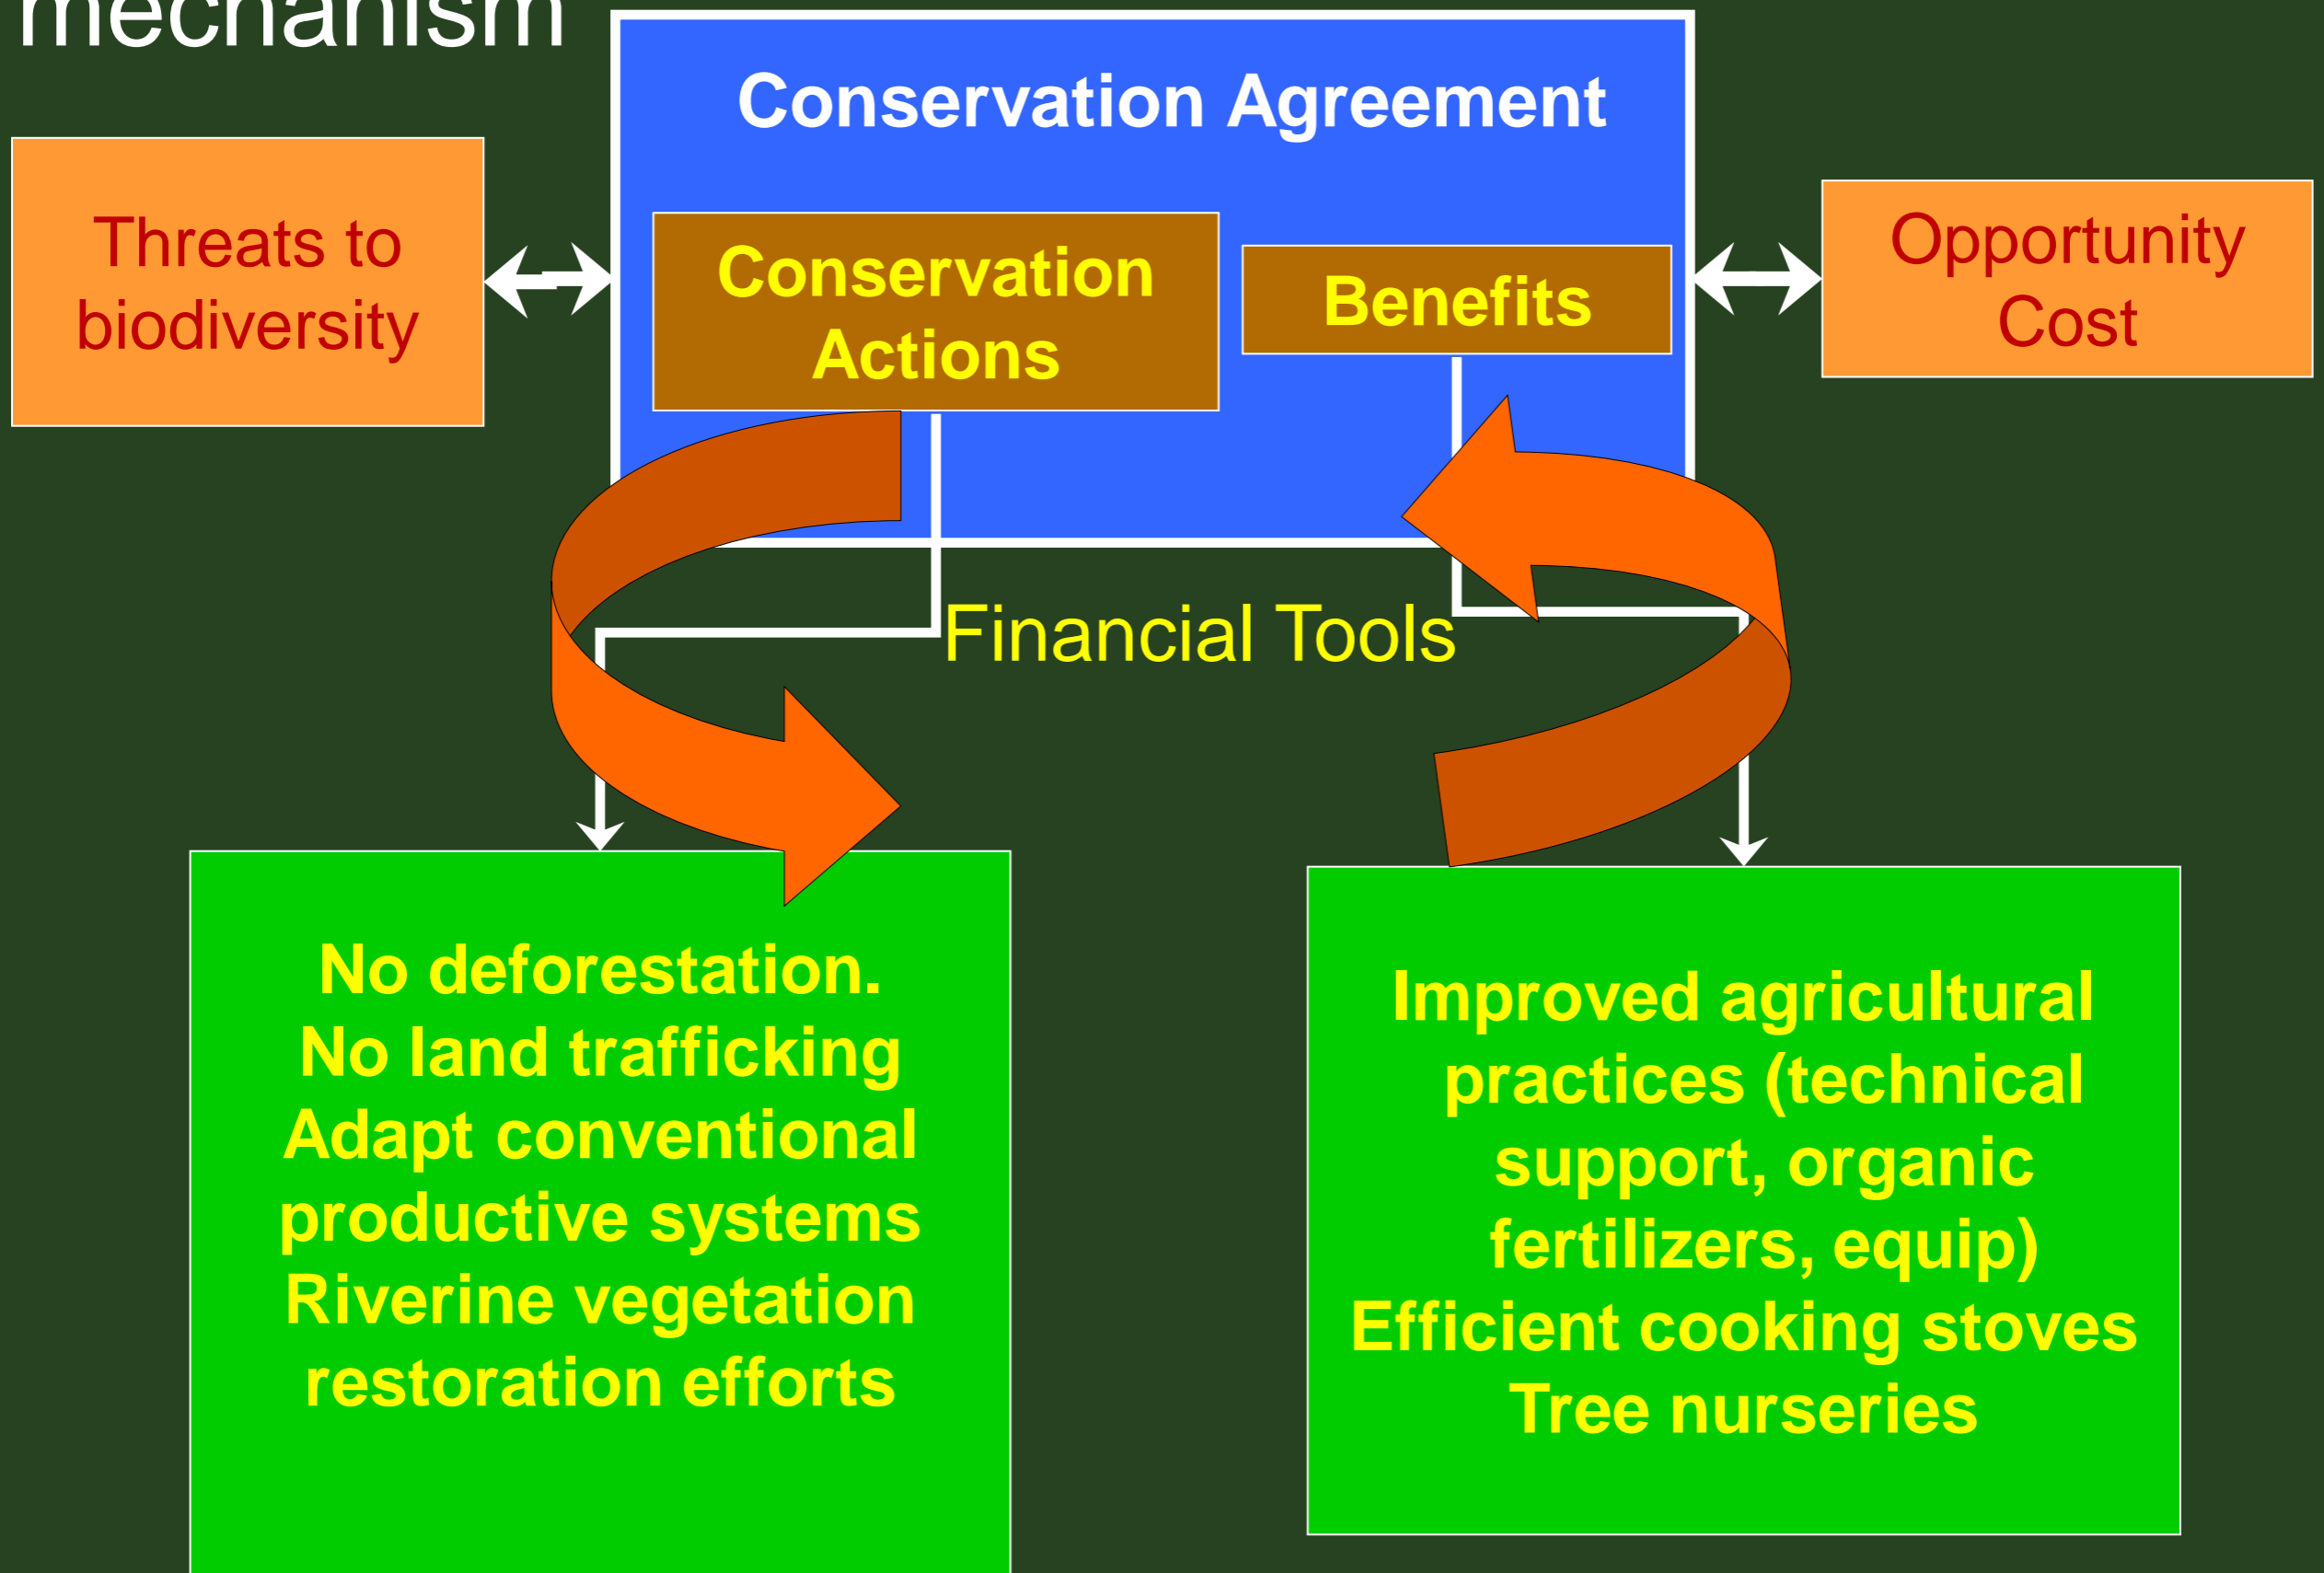 mechanism
Conservation Agreement
Threats to
biodiversity
Conservation
Actions
Benefits
Opportunity
Cost
Financial Tools
No deforestation.
No land trafficking
Adapt conventional
productive systems
Riverine vegetation
restoration efforts
Improved agricultural
practices (technical
support, organic
fertilizers, equip)
Efficient cooking stoves
Tree nurseries